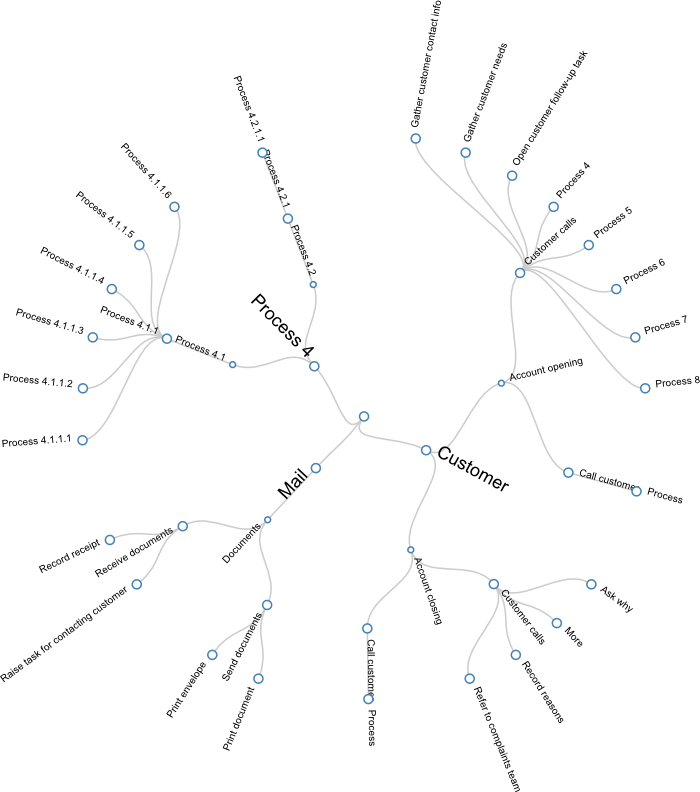 Gather customer contact info
Gather customer needs
Open customer follow-up task
Process 4
Process 5
Process 6
Process 7
Process 8
Customer calls
Account opening
Call customer
Process
Customer
Account closing
Customer calls
Ask why
More
Record reasons
Refer to complaints team
Call customer
Process
Mail
Documents
Send documents
Print document
Print envelope
Receive documents
Raise task for contacting customer
Record receipt
Process 4
Process 4.1
Process 4.1.1
Process 4.1.1.1
Process 4.1.1.2
Process 4.1.1.3
Process 4.1.1.4
Process 4.1.1.5
Process 4.1.1.6
Process 4.2
Process 4.2.1
Process 4.2.1.1